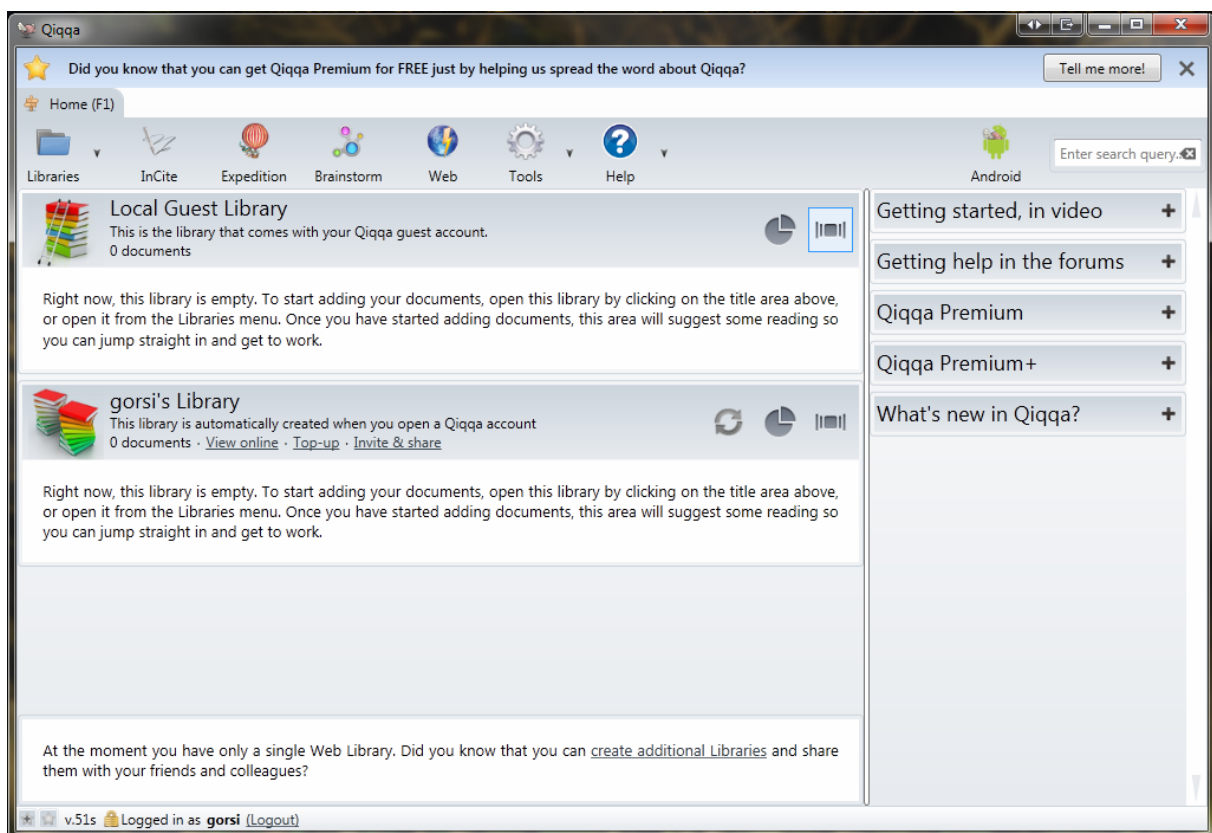 Qiqqa
Did you know that you can get Qiqqa Premium for FREE just by helping us spread the word about Qiqqa?
Tell me more!
Home (F1)
Libraries
InCite
Expedition
Brainstorm
Web
Tools
Help
Android
Enter search query.
Local Guest Library
This is the library that comes with your Qiqqa guest account.
0 documents
Right now, this library is empty. To start adding your documents, open this library by clicking on the title area above,
or open it from the Libraries menu. Once you have started adding documents, this area will suggest some reading so
you can jump straight in and get to work.
gorsi's Library
This library is automatically created when you open a Qiqqa account
0 documents · View online · Top-up · Invite & share
Right now, this library is empty. To start adding your documents, open this library by clicking on the title area above,
or open it from the Libraries menu. Once you have started adding documents, this area will suggest some reading so
you can jump straight in and get to work.
At the moment you have only a single Web Library. Did you know that you can create additional Libraries and share
them with your friends and colleagues?
Getting started, in video
Getting help in the forums
Qiqqa Premium
Qiqqa Premium+
What's new in Qiqqa?
v.51s Logged in as gorsi (Logout)